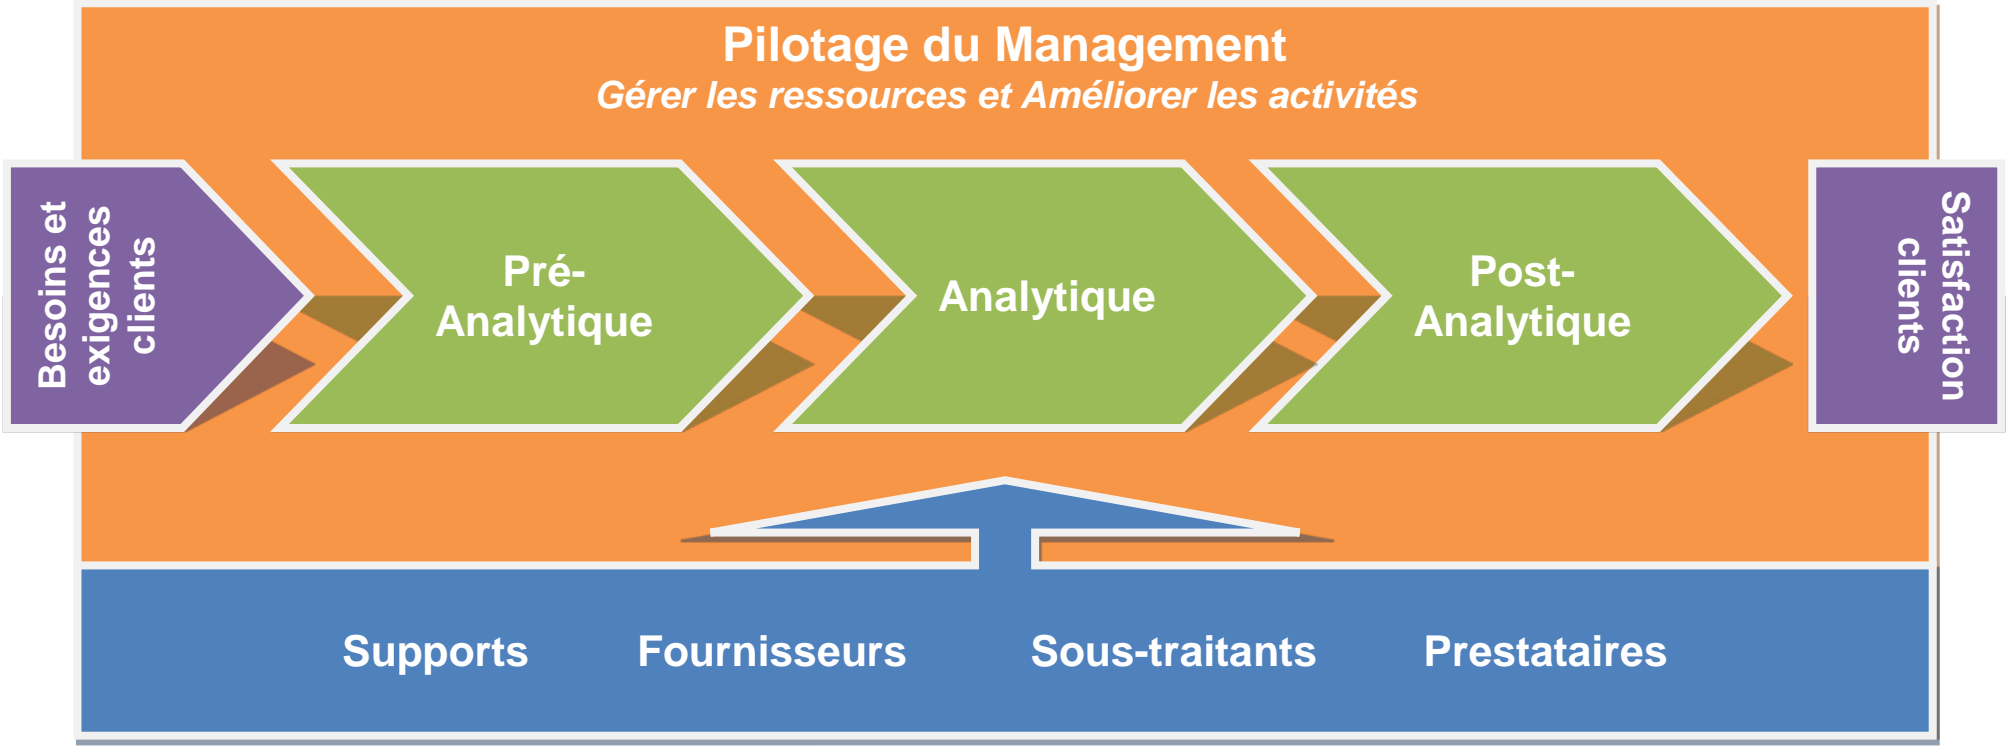 Pilotage du Management
Gérer les ressources et Améliorer les activités
Besoins et
exigences
clients
Pré-
Analytique
Analytique
Post-
Analytique
Satisfaction
clients
Supports Fournisseurs Sous-traitants Prestataires